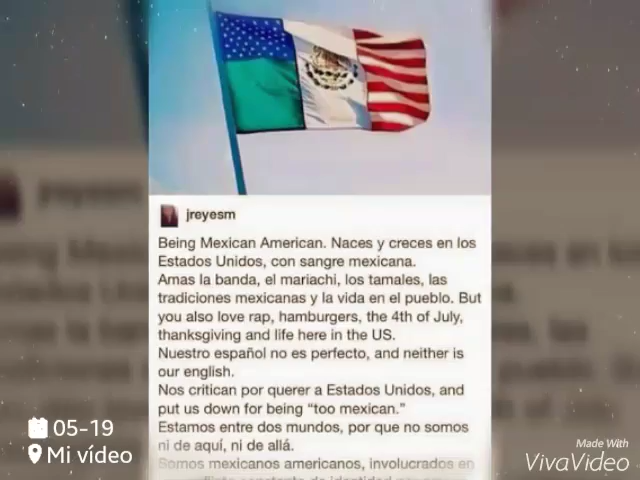 jreyesm
Being Mexican American. Naces y creces en los
Estados Unidos, con sangre mexicana.
Amas la banda, el mariachi, los tamales, las
tradiciones mexicanas y la vida en el pueblo. But
you also love rap, hamburgers, the 4th of July,
thanksgiving and life here in the US.
Nuestro español no es perfecto, and neither is
our english.
Nos critican por querer a Estados Unidos, and
put us down for being “too mexican.”
Estamos entre dos mundos, por que no somos
ni de aquí, ni de allá.
Somos mexicanos americanos, involucrados en
05-19
Mi vídeo
Made With
VivaVideo